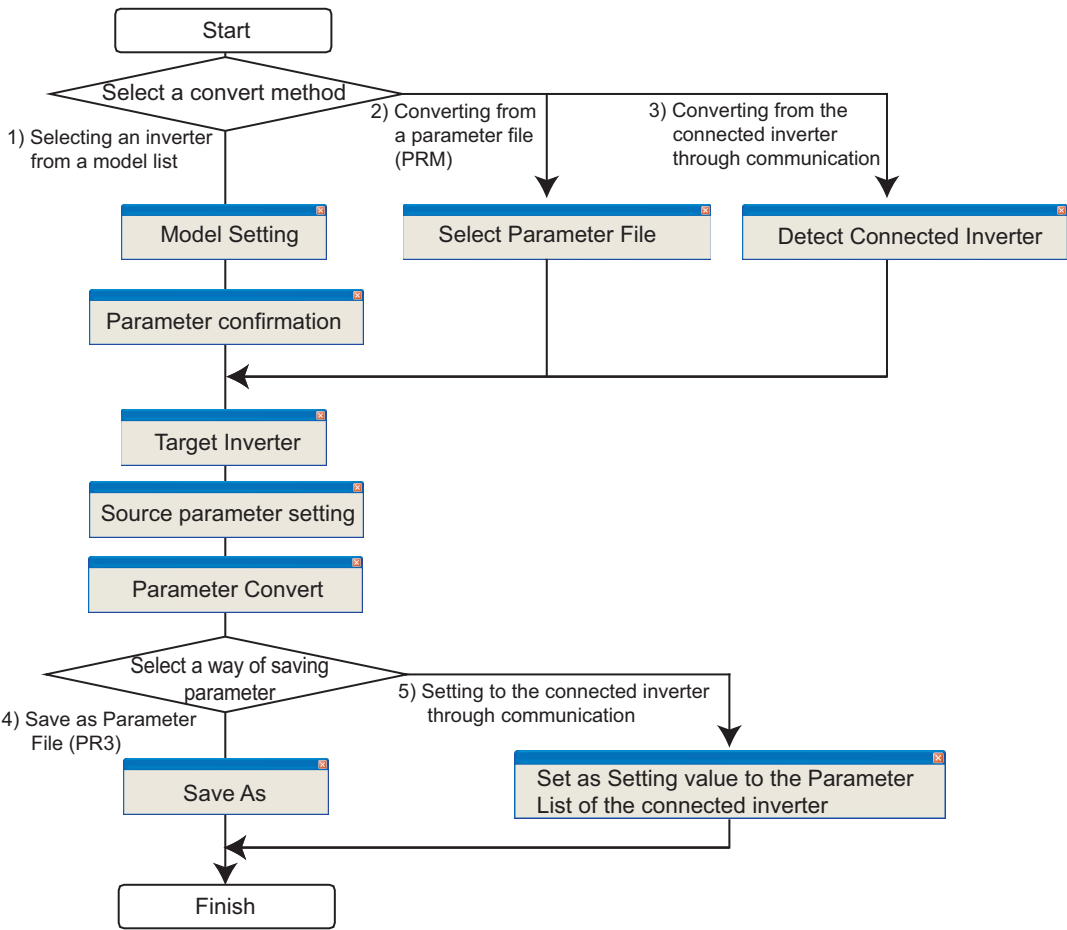 Start
Select a convert method
1) Selecting an inverter
from a model list
2) Converting from
a parameter file
(PRM)
3) Converting from the
connected inverter
through communication
Model Setting
Select Parameter File
Detect Connected Inverter
Parameter confirmation
Target Inverter
Source parameter setting
Parameter Convert
Select a way of saving
parameter
4) Save as Parameter
File (PR3)
5) Setting to the connected inverter
through communication
Save As
Set as Setting value to the Parameter
List of the connected inverter
Finish